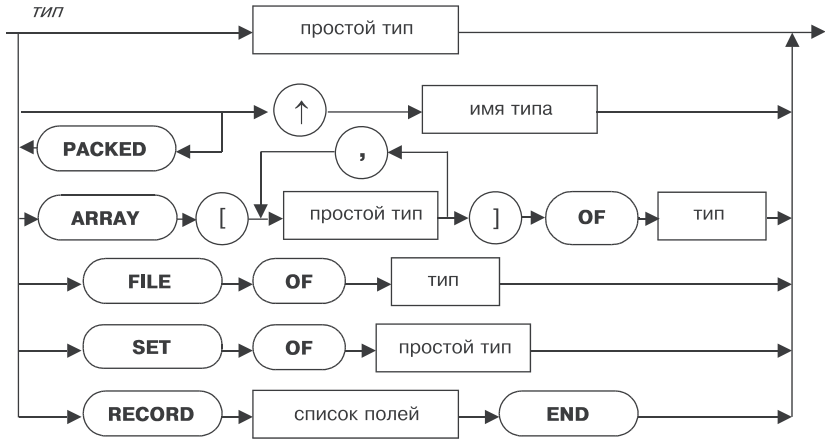 тип
простой тип
↑ имя типа
PACKED
,
ARRAY [ простой тип ] OF тип
FILE OF тип
SET OF простой тип
RECORD список полей END